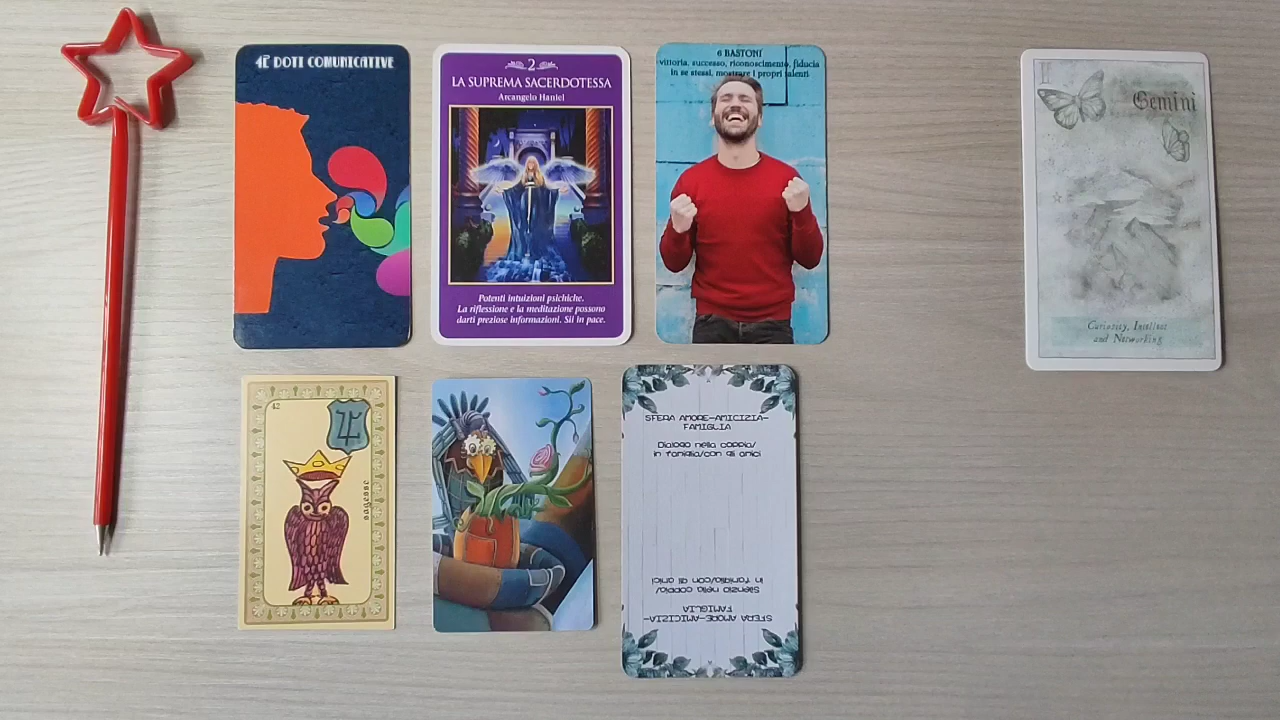 4E DOTI COMUNICATIVE
2
LA SUPREMA SACERDOTESSA
Arcangelo Haniel
Potenti intuizioni psichiche.
La riflessione e la meditazione possono
darti preziose informazioni. Sii in pace.
6 BASTONI
vittoria, successo, riconoscimento, fiducia
in se stessi, mostrare i propri talenti
Gemini
Curiosity, Intellect
and Networking
42
sagesse
SFERA AMORE-AMICIZIA-
FAMIGLIA
Dialogo nella coppia/
in famiglia/con gli amici
SFERA AMORE-AMICIZIA-
FAMIGLIA
Silenzio nella coppia/
in famiglia/con gli amici